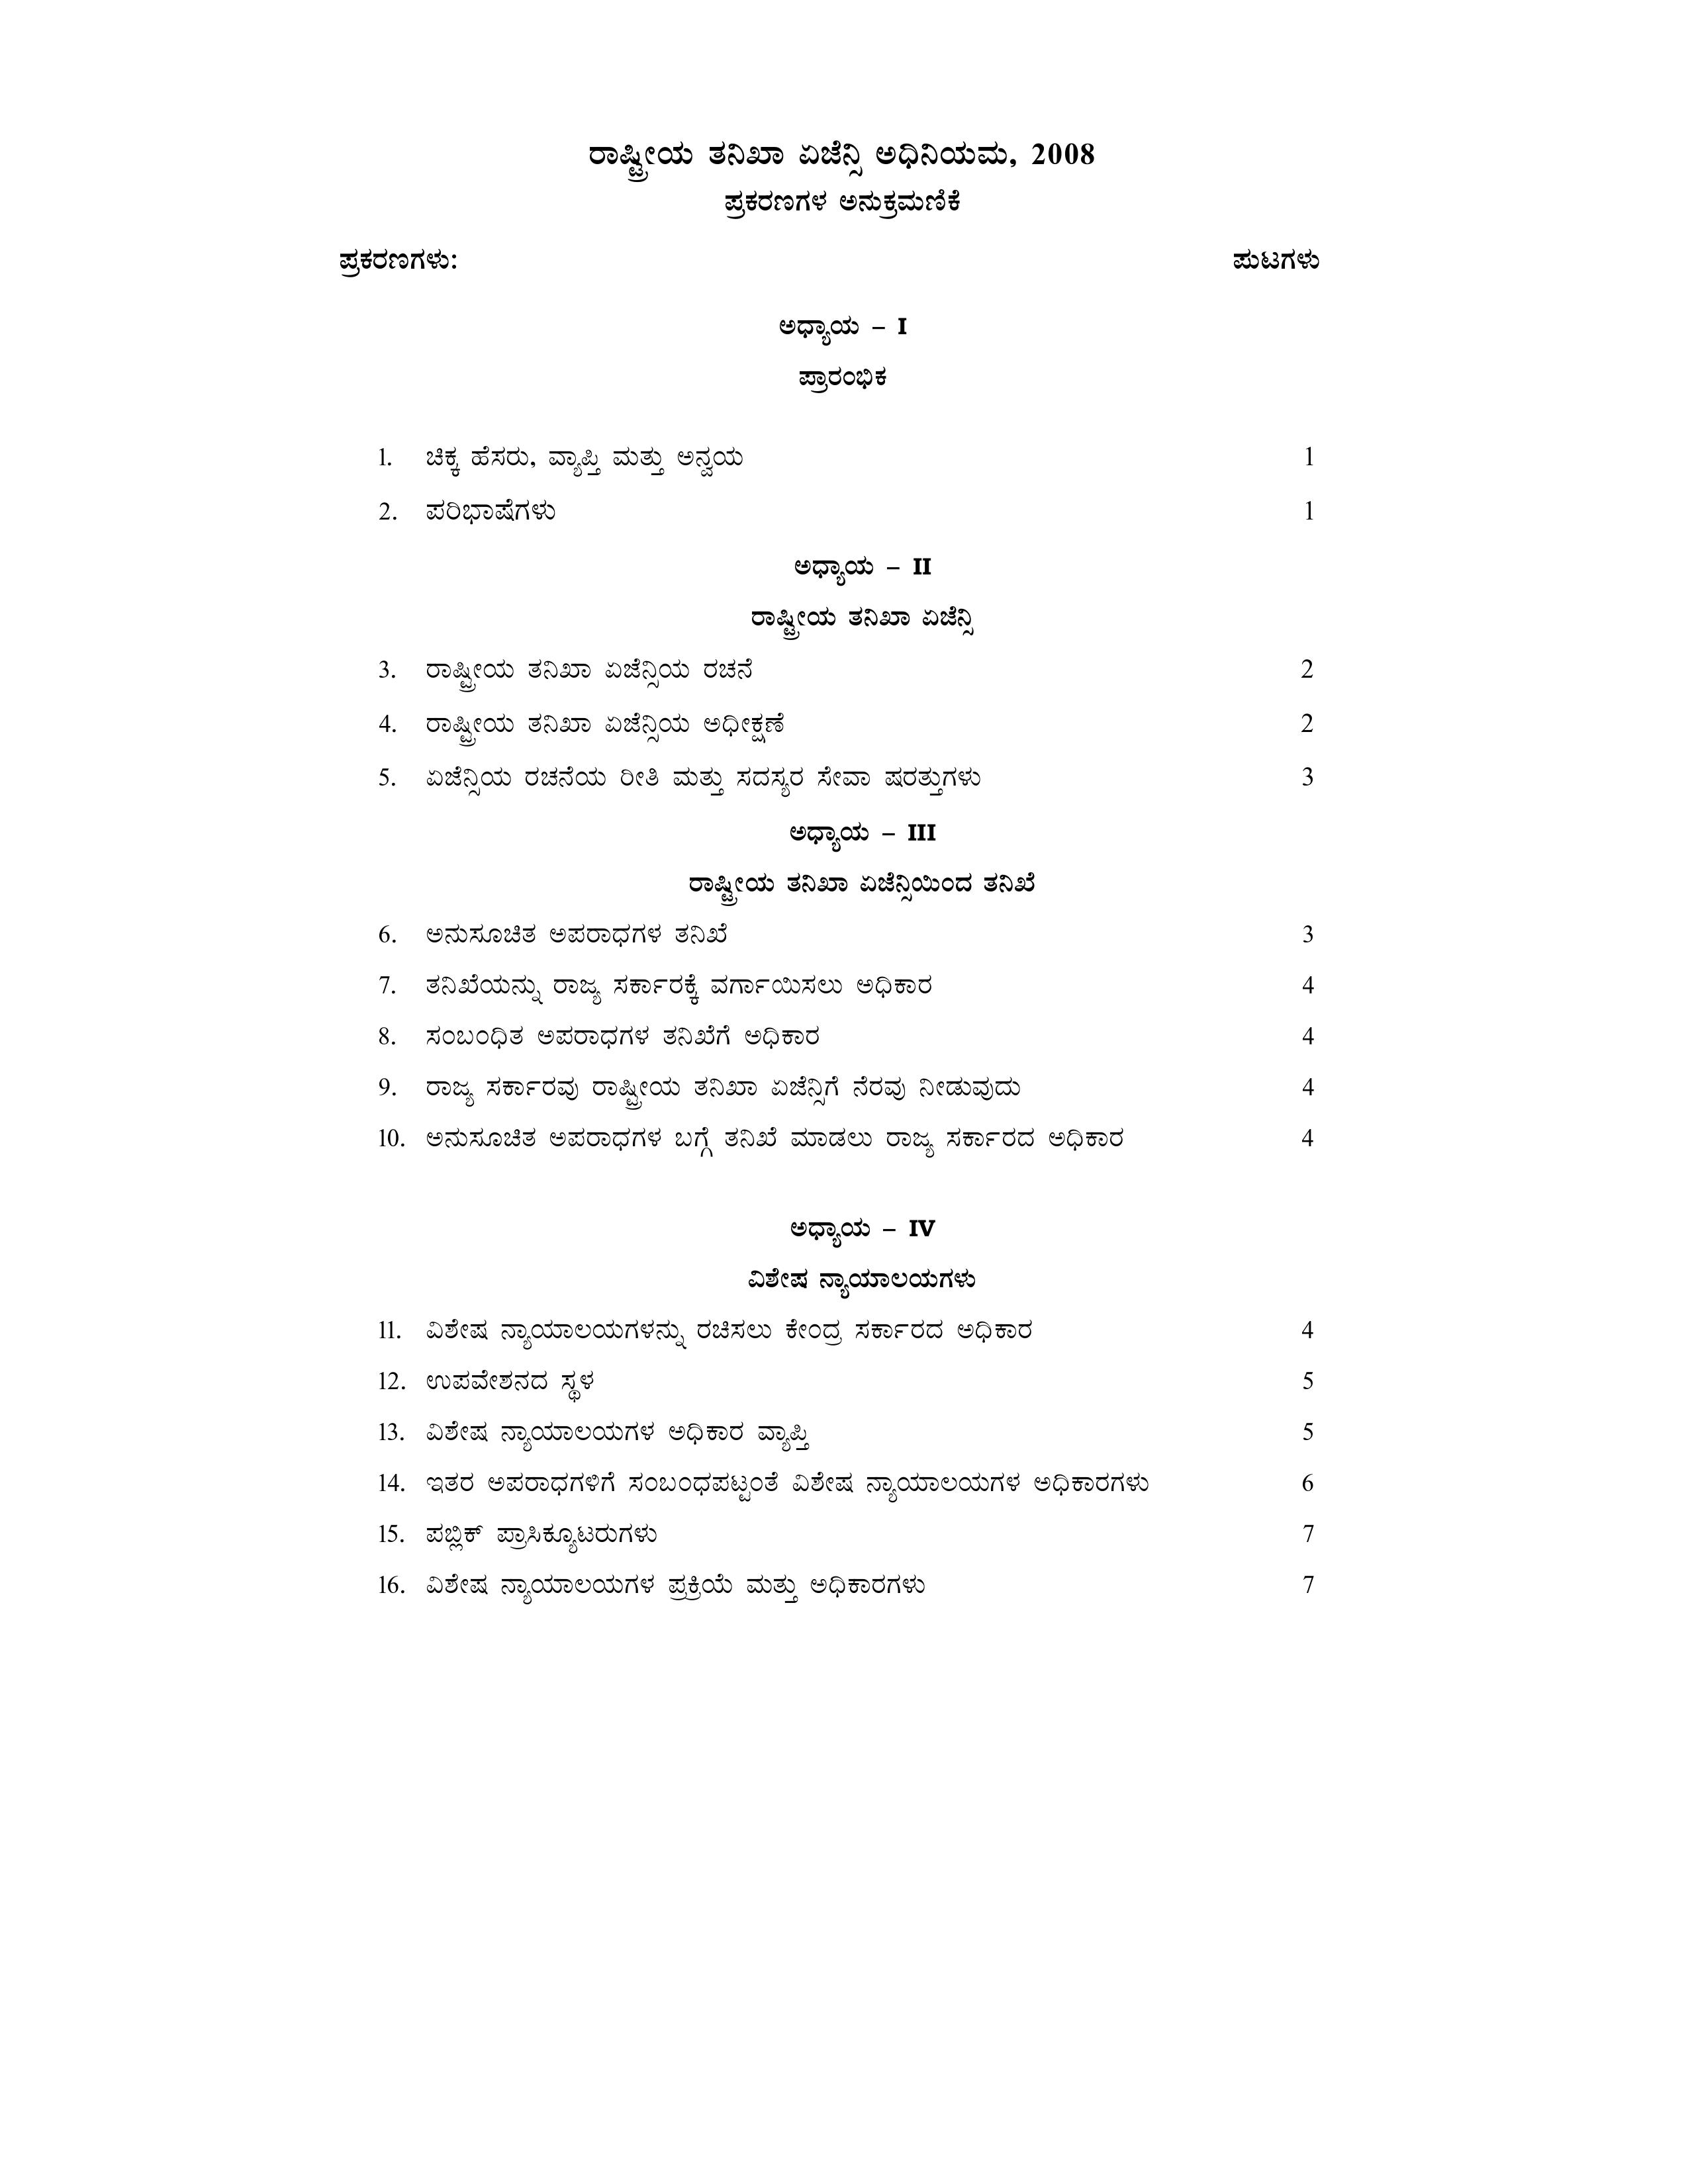 ರಾಷ್ಟ್ರೀಯ ತನಿಖಾ ಏಜೆನ್ಸಿ ಅಧಿನಿಯಮ, 2008
ಪ್ರಕರಣಗಳ ಅನುಕ್ರಮಣಿಕೆ
ಪ್ರಕರಣಗಳು: ಪುಟಗಳು
ಅಧ್ಯಾಯ – I
ಪ್ರಾರಂಭಿಕ
1. ಚಿಕ್ಕ ಹೆಸರು, ವ್ಯಾಪ್ತಿ ಮತ್ತು ಅನ್ವಯ 1
2. ಪರಿಭಾಷೆಗಳು 1
ಅಧ್ಯಾಯ – II
ರಾಷ್ಟ್ರೀಯ ತನಿಖಾ ಏಜೆನ್ಸಿ
3. ರಾಷ್ಟ್ರೀಯ ತನಿಖಾ ಏಜೆನ್ಸಿಯ ರಚನೆ 2
4. ರಾಷ್ಟ್ರೀಯ ತನಿಖಾ ಏಜೆನ್ಸಿಯ ಅಧೀಕ್ಷಣೆ 2
5. ಏಜೆನ್ಸಿಯ ರಚನೆಯ ರೀತಿ ಮತ್ತು ಸದಸ್ಯರ ಸೇವಾ ಷರತ್ತುಗಳು 3
ಅಧ್ಯಾಯ – III
ರಾಷ್ಟ್ರೀಯ ತನಿಖಾ ಏಜೆನ್ಸಿಯಿಂದ ತನಿಖೆ
6. ಅನುಸೂಚಿತ ಅಪರಾಧಗಳ ತನಿಖೆ 3
7. ತನಿಖೆಯನ್ನು ರಾಜ್ಯ ಸರ್ಕಾರಕ್ಕೆ ವರ್ಗಾಯಿಸಲು ಅಧಿಕಾರ 4
8. ಸಂಬಂಧಿತ ಅಪರಾಧಗಳ ತನಿಖೆಗೆ ಅಧಿಕಾರ 4
9. ರಾಜ್ಯ ಸರ್ಕಾರವು ರಾಷ್ಟ್ರೀಯ ತನಿಖಾ ಏಜೆನ್ಸಿಗೆ ನೆರವು ನೀಡುವುದು 4
10. ಅನುಸೂಚಿತ ಅಪರಾಧಗಳ ಬಗ್ಗೆ ತನಿಖೆ ಮಾಡಲು ರಾಜ್ಯ ಸರ್ಕಾರದ ಅಧಿಕಾರ 4
ಅಧ್ಯಾಯ – IV
ವಿಶೇಷ ನ್ಯಾಯಾಲಯಗಳು
11. ವಿಶೇಷ ನ್ಯಾಯಾಲಯಗಳನ್ನು ರಚಿಸಲು ಕೇಂದ್ರ ಸರ್ಕಾರದ ಅಧಿಕಾರ 4
12. ಉಪವೇಶನದ ಸ್ಥಳ 5
13. ವಿಶೇಷ ನ್ಯಾಯಾಲಯಗಳ ಅಧಿಕಾರ ವ್ಯಾಪ್ತಿ 5
14. ಇತರ ಅಪರಾಧಗಳಿಗೆ ಸಂಬಂಧಪಟ್ಟಂತೆ ವಿಶೇಷ ನ್ಯಾಯಾಲಯಗಳ ಅಧಿಕಾರಗಳು 6
15. ಪಬ್ಲಿಕ್ ಪ್ರಾಸಿಕ್ಯೂಟರುಗಳು 7
16. ವಿಶೇಷ ನ್ಯಾಯಾಲಯಗಳ ಪ್ರಕ್ರಿಯೆ ಮತ್ತು ಅಧಿಕಾರಗಳು 7